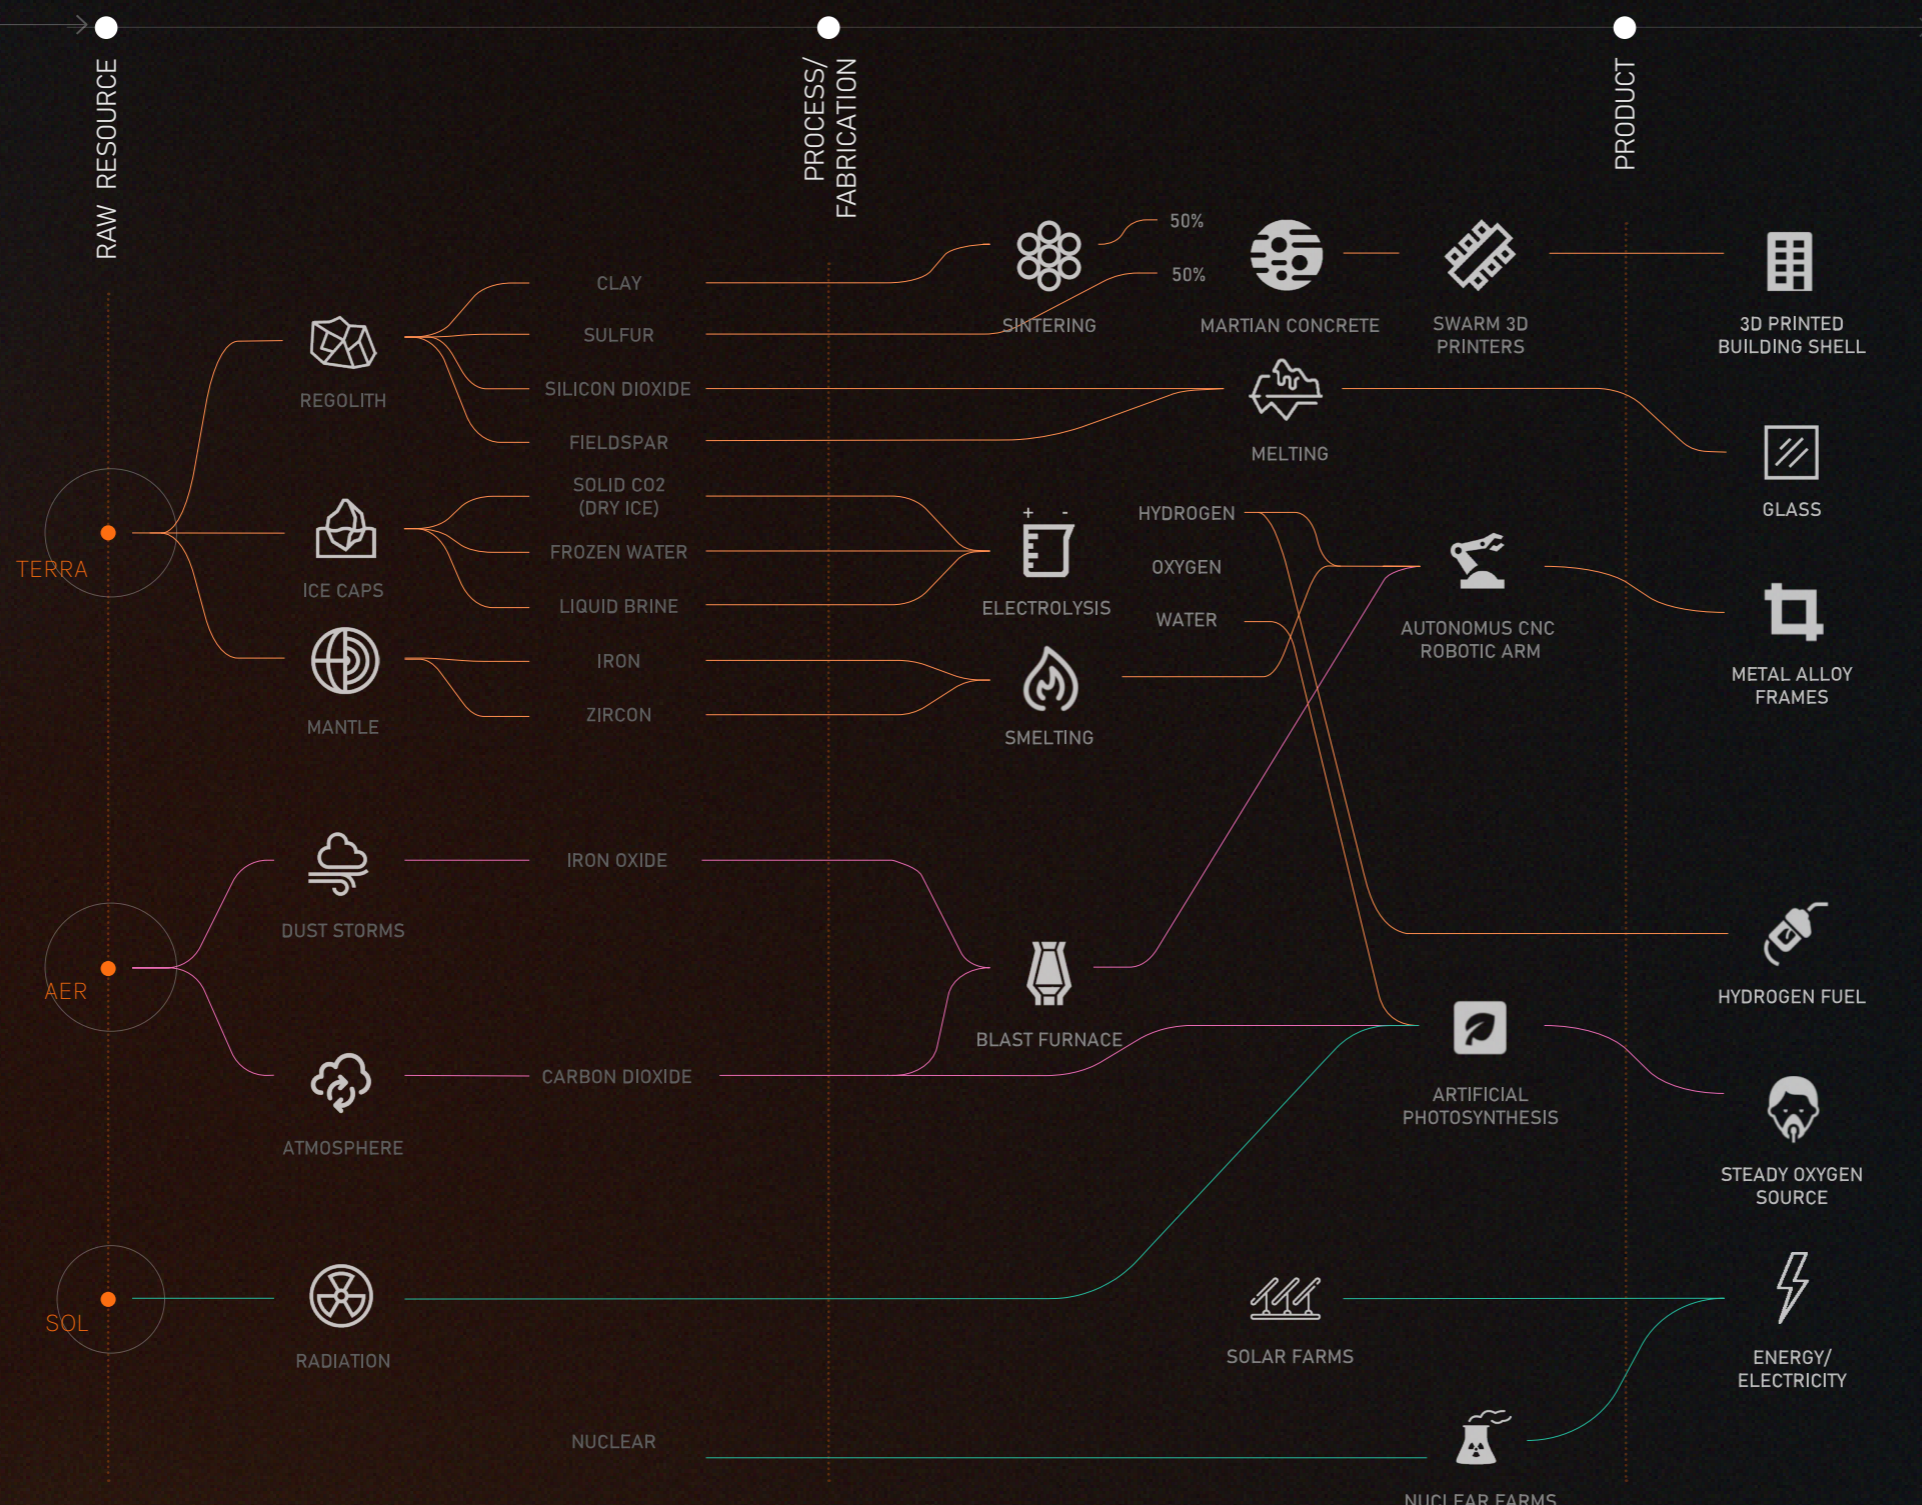 RAW RESOURCE
PROCESS/
FABRICATION
PRODUCT
50%
50%
CLAY
SULFUR
SILICON DIOXIDE
FIELDSPAR
REGOLITH
SINTERING
MARTIAN CONCRETE
SWARM 3D
PRINTERS
3D PRINTED
BUILDING SHELL
MELTING
GLASS
TERRA
SOLID CO2
(DRY ICE)
FROZEN WATER
LIQUID BRINE
ICE CAPS
+ -
ELECTROLYSIS
HYDROGEN
OXYGEN
WATER
AUTONOMUS CNC
ROBOTIC ARM
METAL ALLOY
FRAMES
IRON
ZIRCON
MANTLE
SMELTING
IRON OXIDE
DUST STORMS
AER
BLAST FURNACE
HYDROGEN FUEL
CARBON DIOXIDE
ATMOSPHERE
ARTIFICIAL
PHOTOSYNTHESIS
STEADY OXYGEN
SOURCE
SOL
RADIATION
SOLAR FARMS
ENERGY/
ELECTRICITY
NUCLEAR
NUCLEAR FARMS